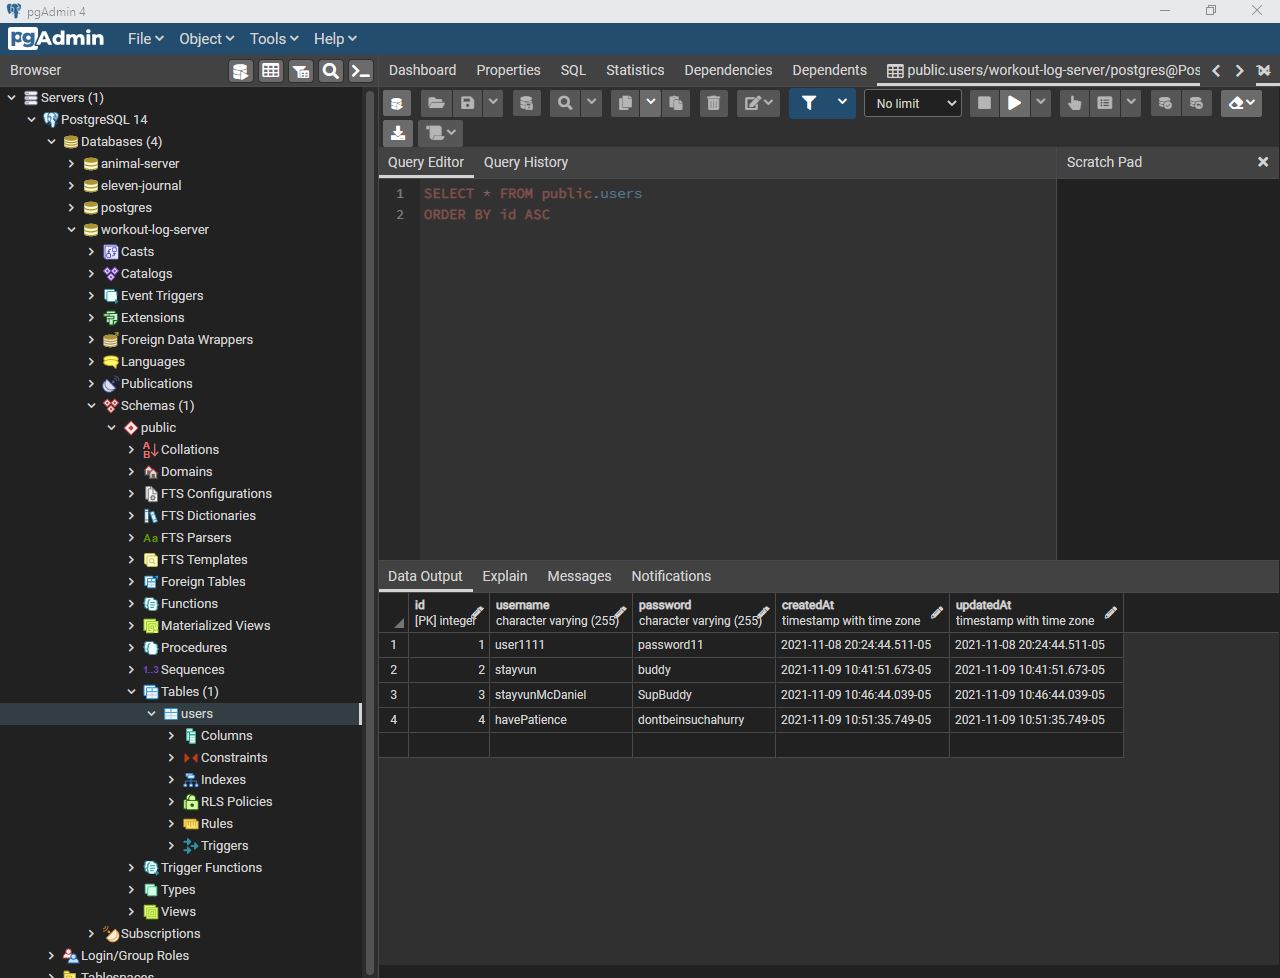 pgAdmin 4
pgAdmin File Object Tools Help
Browser
Dashboard Properties SQL Statistics Dependencies Dependents public.users/workout-log-server/postgres@Pos
Servers (1)
PostgreSQL 14
Databases (4)
animal-server
eleven-journal
postgres
workout-log-server
Casts
Catalogs
Event Triggers
Extensions
Foreign Data Wrappers
Languages
Publications
Schemas (1)
public
Collations
Domains
FTS Configurations
FTS Dictionaries
FTS Parsers
FTS Templates
Foreign Tables
Functions
Materialized Views
Procedures
1..3 Sequences
Tables (1)
users
Columns
Constraints
Indexes
RLS Policies
Rules
Triggers
Trigger Functions
Types
Views
Subscriptions
Login/Group Roles
Tablespaces
No limit
Query Editor Query History
Scratch Pad
1 SELECT * FROM public.users
2 ORDER BY id ASC
Data Output Explain Messages Notifications
id username password createdAt updatedAt
[PK] integer character varying (255) character varying (255) timestamp with time zone timestamp with time zone
1 1 user1111 password11 2021-11-08 20:24:44.511-05 2021-11-08 20:24:44.511-05
2 2 stayvun buddy 2021-11-09 10:41:51.673-05 2021-11-09 10:41:51.673-05
3 3 stayvunMcDaniel SupBuddy 2021-11-09 10:46:44.039-05 2021-11-09 10:46:44.039-05
4 4 havePatience dontbeinsuchahurry 2021-11-09 10:51:35.749-05 2021-11-09 10:51:35.749-05